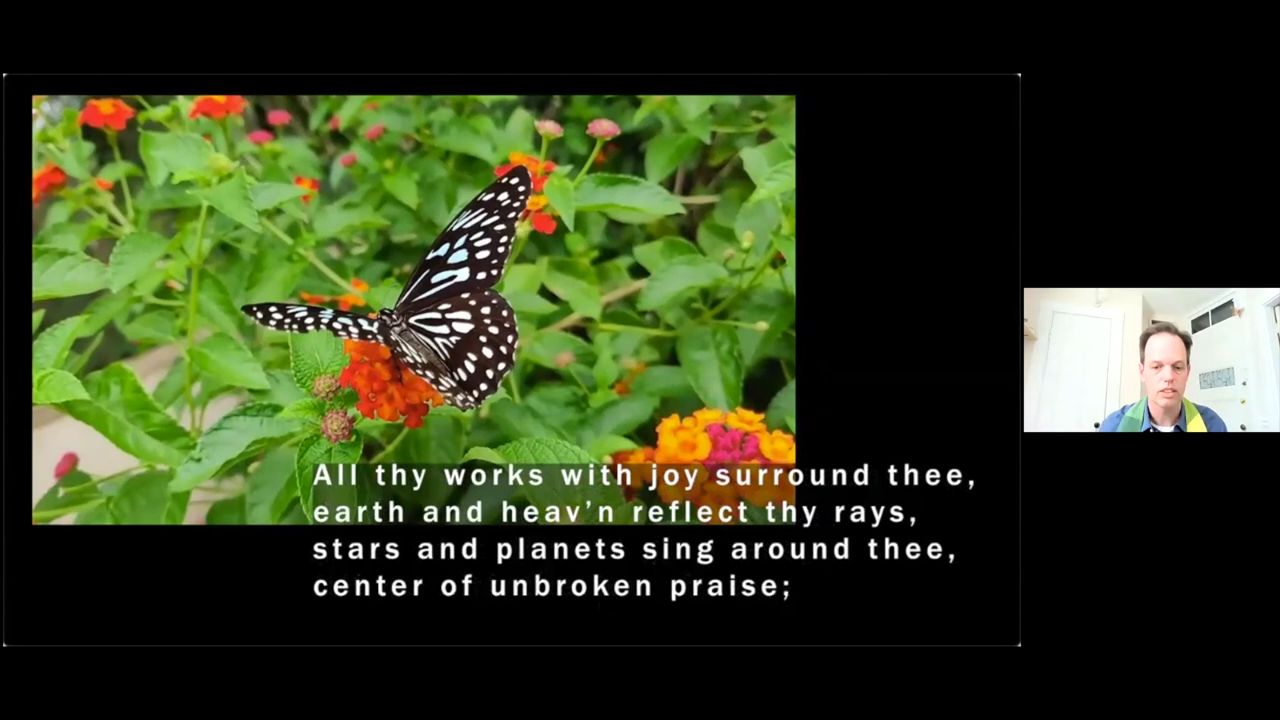 All thy works with joy surround thee,
earth and heav’n reflect thy rays,
stars and planets sing around thee,
center of unbroken praise;